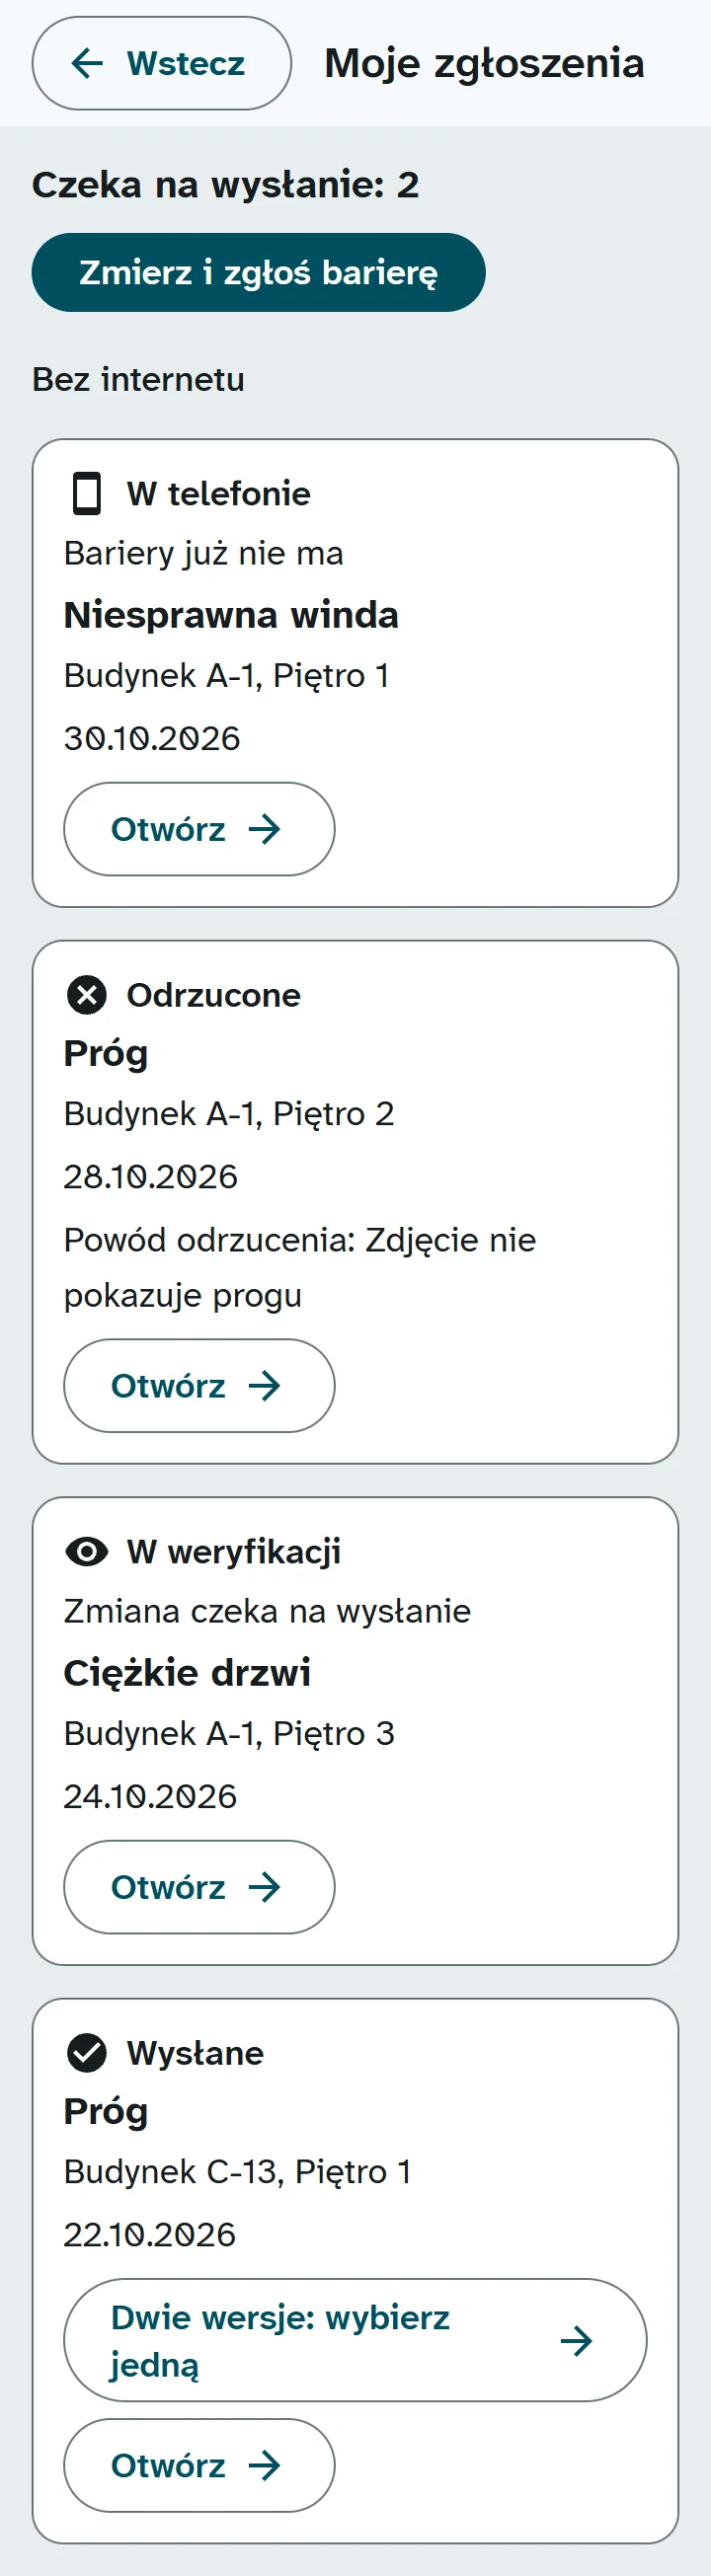 Wstecz
Moje zgłoszenia
Czeka na wysłanie: 2
Zmierz i zgłoś barierę
Bez internetu
W telefonie
Bariery już nie ma
Niesprawna winda
Budynek A-1, Piętro 1
30.10.2026
Otwórz
Odrzucone
Próg
Budynek A-1, Piętro 2
28.10.2026
Powód odrzucenia: Zdjęcie nie
pokazuje progu
Otwórz
W weryfikacji
Zmiana czeka na wysłanie
Ciężkie drzwi
Budynek A-1, Piętro 3
24.10.2026
Otwórz
Wysłane
Próg
Budynek C-13, Piętro 1
22.10.2026
Dwie wersje: wybierz
jedną
Otwórz